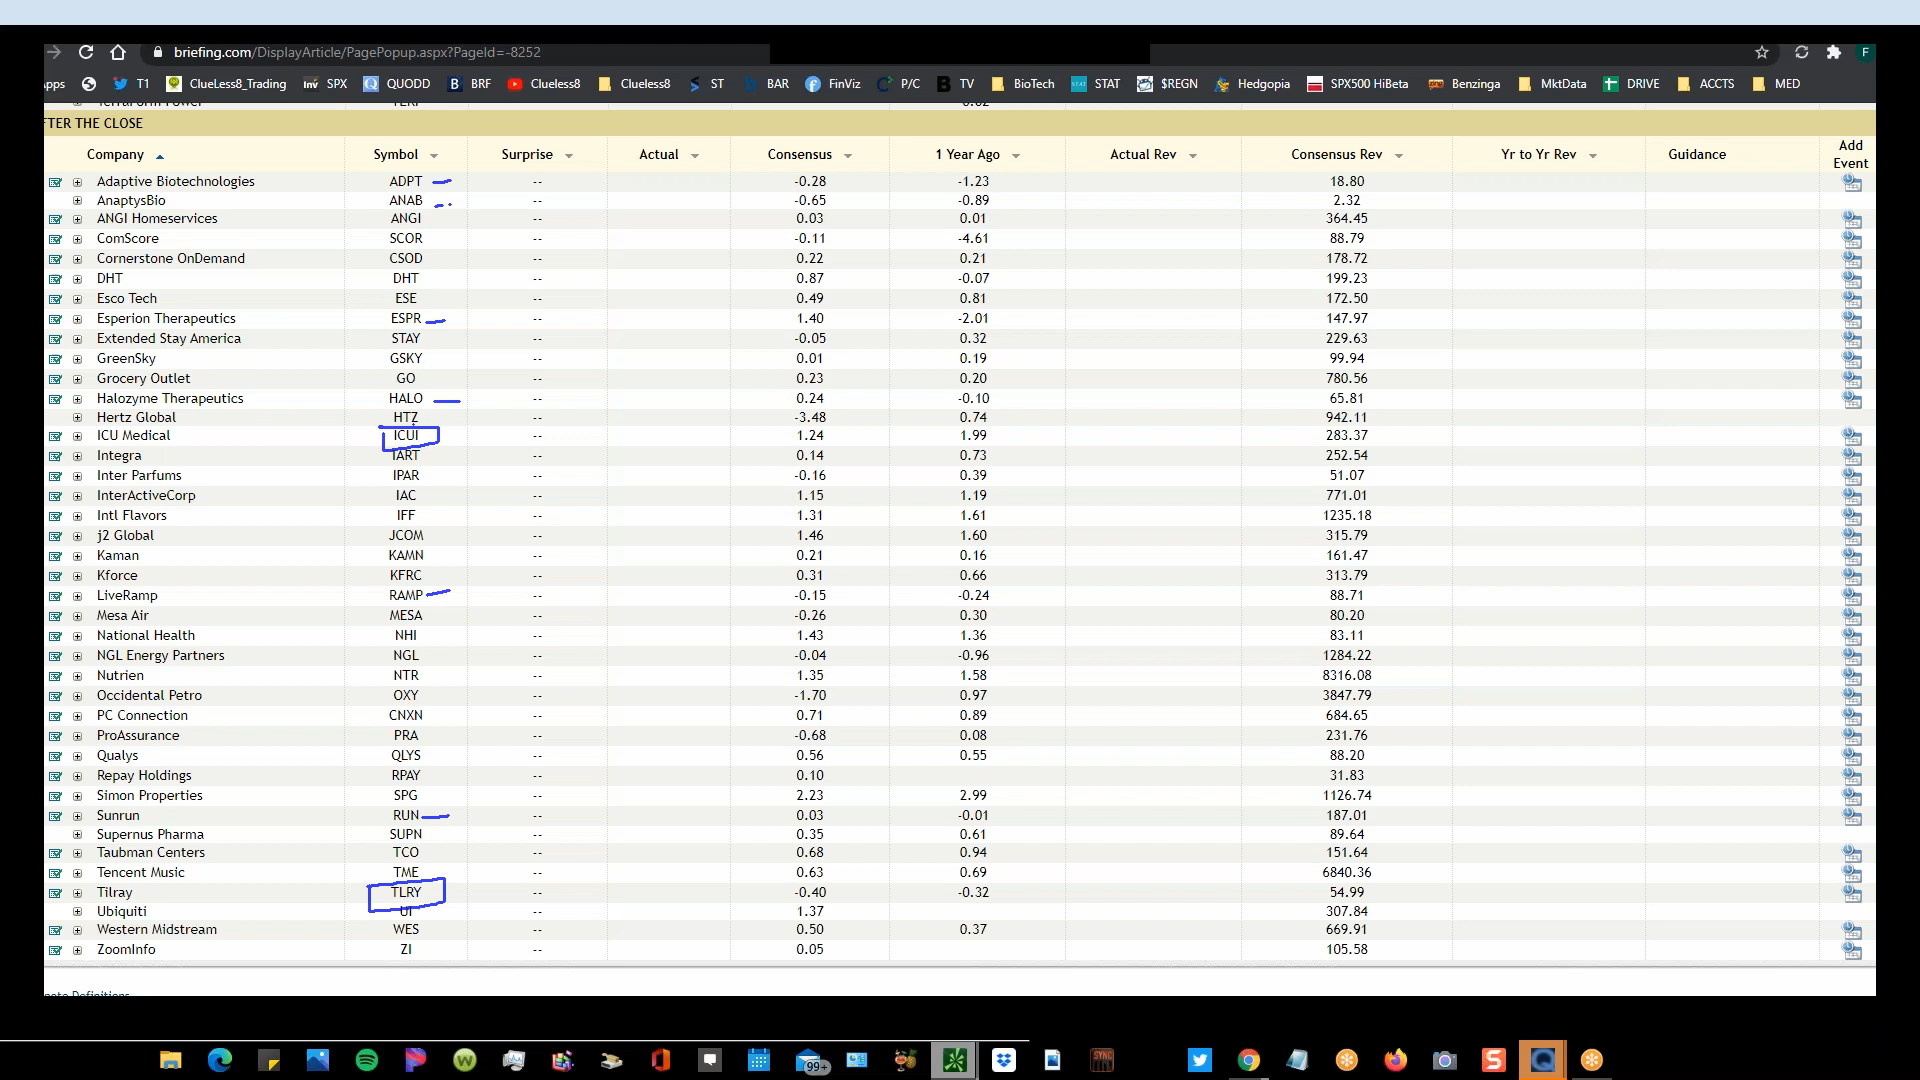 briefing.com/DisplayArticle/PagePopup.aspx?PageId=-8252 F
pps T1 ClueLess8_Trading inv SPX QUODD B BRF Clueless8 Clueless8 ST BAR FinViz P/C B TV BioTech STAT $REGN Hedgopia SPX500 HiBeta Benzinga MktData DRIVE ACCTS MED
FTER THE CLOSE
Company Symbol Surprise Actual Consensus 1 Year Ago Actual Rev Consensus Rev Yr to Yr Rev Guidance Add Event
Adaptive Biotechnologies ADPT -- -0.28 -1.23 18.80
AnaptysBio ANAB -- -0.65 -0.89 2.32
ANGI Homeservices ANGI -- 0.03 0.01 364.45
ComScore SCOR -- -0.11 -4.61 88.79
Cornerstone OnDemand CSOD -- 0.22 0.21 178.72
DHT DHT -- 0.87 -0.07 199.23
Esco Tech ESE -- 0.49 0.81 172.50
Esperion Therapeutics ESPR -- 1.40 -2.01 147.97
Extended Stay America STAY -- -0.05 0.32 229.63
GreenSky GSKY -- 0.01 0.19 99.94
Grocery Outlet GO -- 0.23 0.20 780.56
Halozyme Therapeutics HALO -- 0.24 -0.10 65.81
Hertz Global HTZ -- -3.48 0.74 942.11
ICU Medical ICUI -- 1.24 1.99 283.37
Integra IART -- 0.14 0.73 252.54
Inter Parfums IPAR -- -0.16 0.39 51.07
InterActiveCorp IAC -- 1.15 1.19 771.01
Intl Flavors IFF -- 1.31 1.61 1235.18
j2 Global JCOM -- 1.46 1.60 315.79
Kaman KAMN -- 0.21 0.16 161.47
Kforce KFRC -- 0.31 0.66 313.79
LiveRamp RAMP -- -0.15 -0.24 88.71
Mesa Air MESA -- -0.26 0.30 80.20
National Health NHI -- 1.43 1.36 83.11
NGL Energy Partners NGL -- -0.04 -0.96 1284.22
Nutrien NTR -- 1.35 1.58 8316.08
Occidental Petro OXY -- -1.70 0.97 3847.79
PC Connection CNXN -- 0.71 0.89 684.65
ProAssurance PRA -- -0.68 0.08 231.76
Qualys QLYS -- 0.56 0.55 88.20
Repay Holdings RPAY -- 0.10 31.83
Simon Properties SPG -- 2.23 2.99 1126.74
Sunrun RUN -- 0.03 -0.01 187.01
Supernus Pharma SUPN -- 0.35 0.61 89.64
Taubman Centers TCO -- 0.68 0.94 151.64
Tencent Music TME -- 0.63 0.69 6840.36
Tilray TLRY -- -0.40 -0.32 54.99
Ubiquiti UI -- 1.37 307.84
Western Midstream WES -- 0.50 0.37 669.91
ZoomInfo ZI -- 0.05 105.58
99+
SYNC